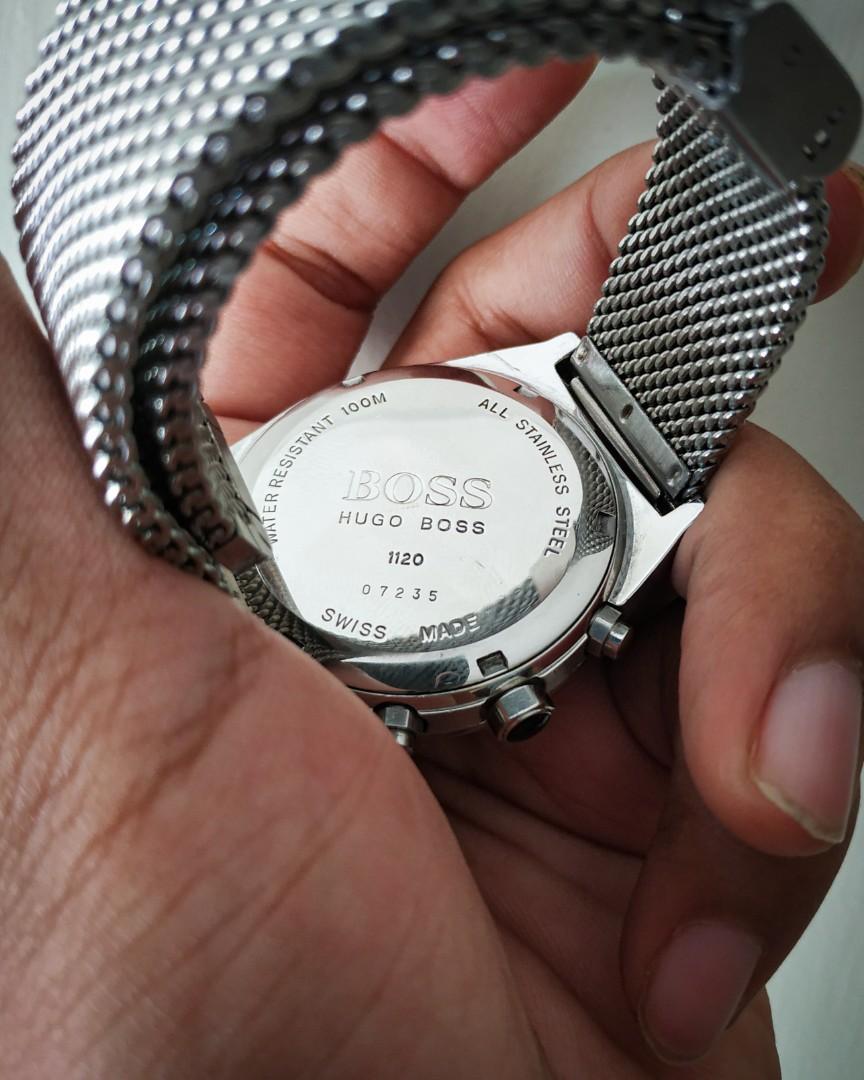 WATER RESISTANT 100M
ALL STAINLESS STEEL
BOSS
HUGO BOSS
1120
07235
SWISS MADE